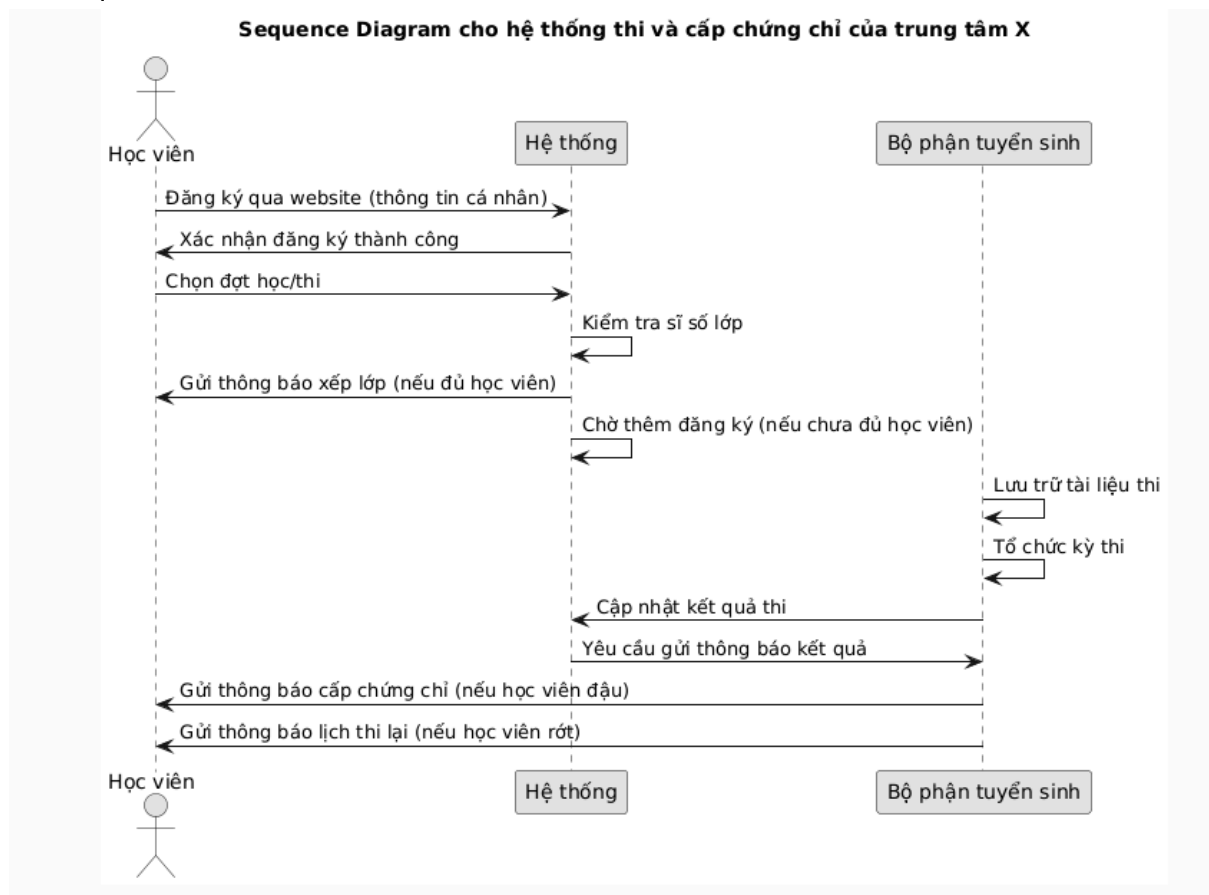 Sequence Diagram cho hệ thống thi và cấp chứng chỉ của trung tâm X
Học viên
Hệ thống
Bộ phận tuyển sinh
Đăng ký qua website (thông tin cá nhân)
Xác nhận đăng ký thành công
Chọn đợt học/thi
Kiểm tra sĩ số lớp
Gửi thông báo xếp lớp (nếu đủ học viên)
Chờ thêm đăng ký (nếu chưa đủ học viên)
Lưu trữ tài liệu thi
Tổ chức kỳ thi
Cập nhật kết quả thi
Yêu cầu gửi thông báo kết quả
Gửi thông báo cấp chứng chỉ (nếu học viên đậu)
Gửi thông báo lịch thi lại (nếu học viên rớt)
Học viên
Hệ thống
Bộ phận tuyển sinh